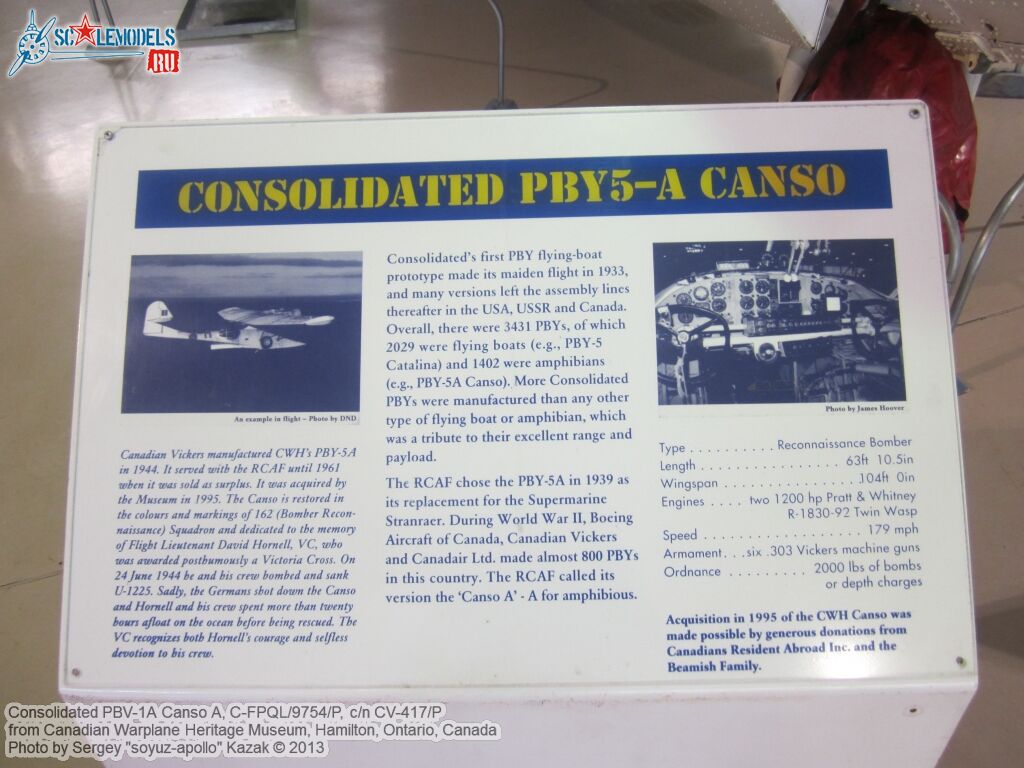 SCALEMODELS
RU
CONSOLIDATED PBY5-A CANSO
An example in flight – Photo by DND
Canadian Vickers manufactured CWH's PBY-5A
in 1944. It served with the RCAF until 1961
when it was sold as surplus. It was acquired by
the Museum in 1995. The Canso is restored in
the colours and markings of 162 (Bomber Recon-
naissance) Squadron and dedicated to the memory
of Flight Lieutenant David Hornell, VC, who
was awarded posthumously a Victoria Cross. On
24 June 1944 he and his crew bombed and sank
U-1225. Sadly, the Germans shot down the Canso
and Hornell and his crew spent more than twenty
hours afloat on the ocean before being rescued. The
VC recognizes both Hornell's courage and selfless
devotion to his crew.
Consolidated's first PBY flying-boat
prototype made its maiden flight in 1933,
and many versions left the assembly lines
thereafter in the USA, USSR and Canada.
Overall, there were 3431 PBYs, of which
2029 were flying boats (e.g., PBY-5
Catalina) and 1402 were amphibians
(e.g., PBY-5A Canso). More Consolidated
PBYs were manufactured than any other
type of flying boat or amphibian, which
was a tribute to their excellent range and
payload.
The RCAF chose the PBY-5A in 1939 as
its replacement for the Supermarine
Stranraer. During World War II, Boeing
Aircraft of Canada, Canadian Vickers
and Canadair Ltd. made almost 800 PBYs
in this country. The RCAF called its
version the 'Canso A' - A for amphibious.
Photo by James Hoover
Type . . . . . . . . . . Reconnaissance Bomber
Length . . . . . . . . . . . . . . . . . 63ft 10.5in
Wingspan . . . . . . . . . . . . . . . . 104ft 0in
Engines . . . . two 1200 hp Pratt & Whitney
R-1830-92 Twin Wasp
Speed . . . . . . . . . . . . . . . . . . . . 179 mph
Armament. . .six .303 Vickers machine guns
Ordnance . . . . . . . . . 2000 lbs of bombs
or depth charges
Acquisition in 1995 of the CWH Canso was
made possible by generous donations from
Canadians Resident Abroad Inc. and the
Beamish Family.
Consolidated PBV-1A Canso A, C-FPQL/9754/P, c/n CV-417/P
from Canadian Warplane Heritage Museum, Hamilton, Ontario, Canada
Photo by Sergey "soyuz-apollo" Kazak © 2013